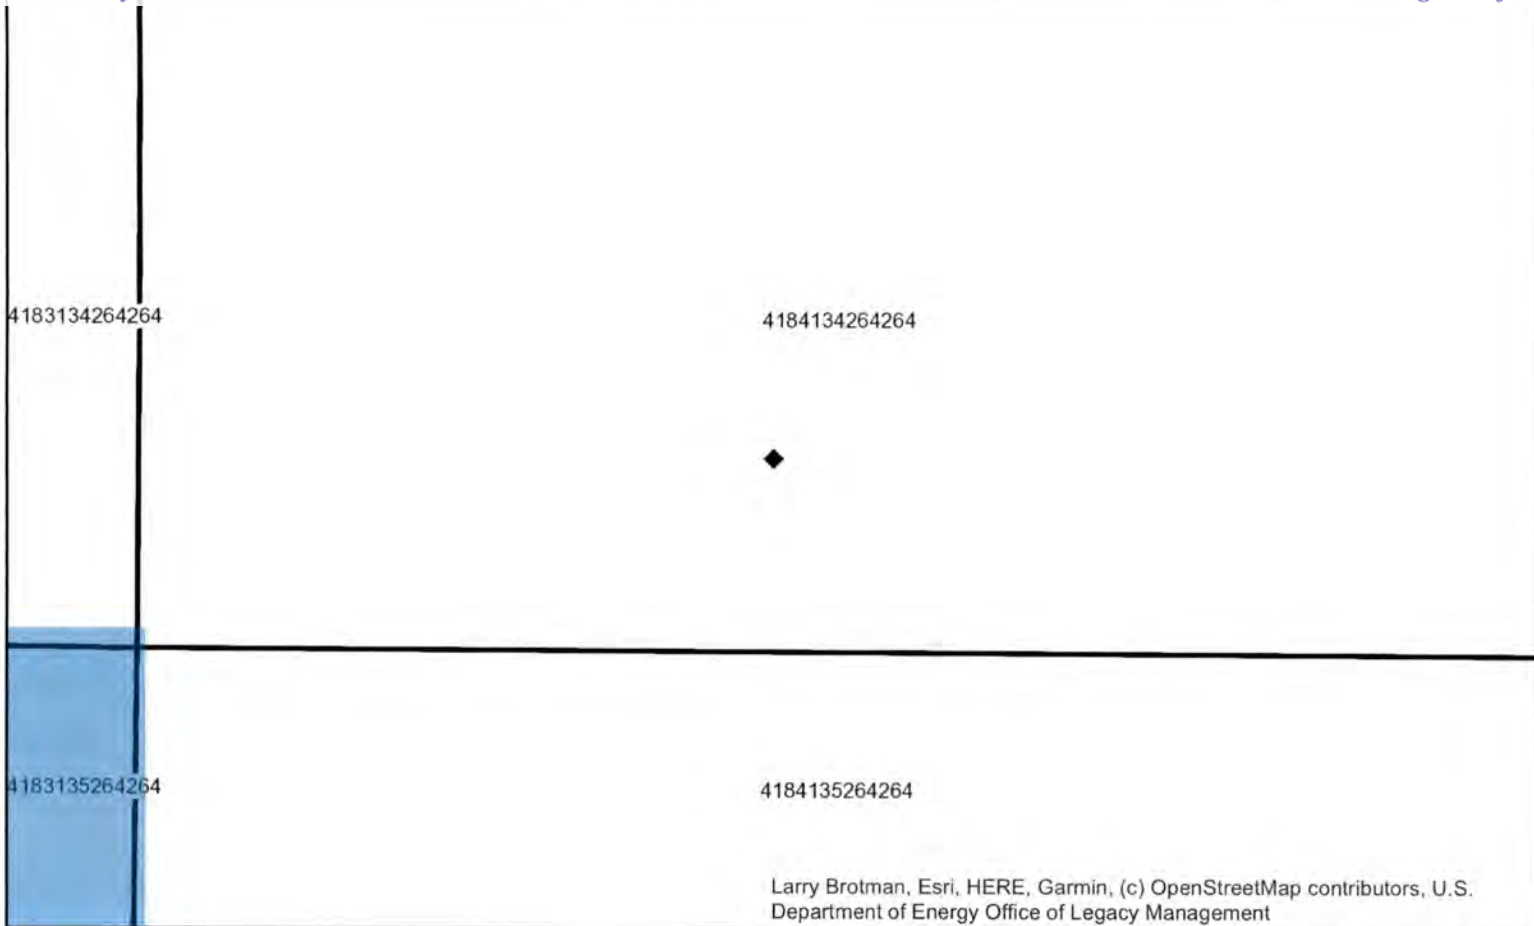 4183134264264
4184134264264
4183135264264
4184135264264
Larry Brotman, Esri, HERE, Garmin, (c) OpenStreetMap contributors, U.S.
Department of Energy Office of Legacy Management